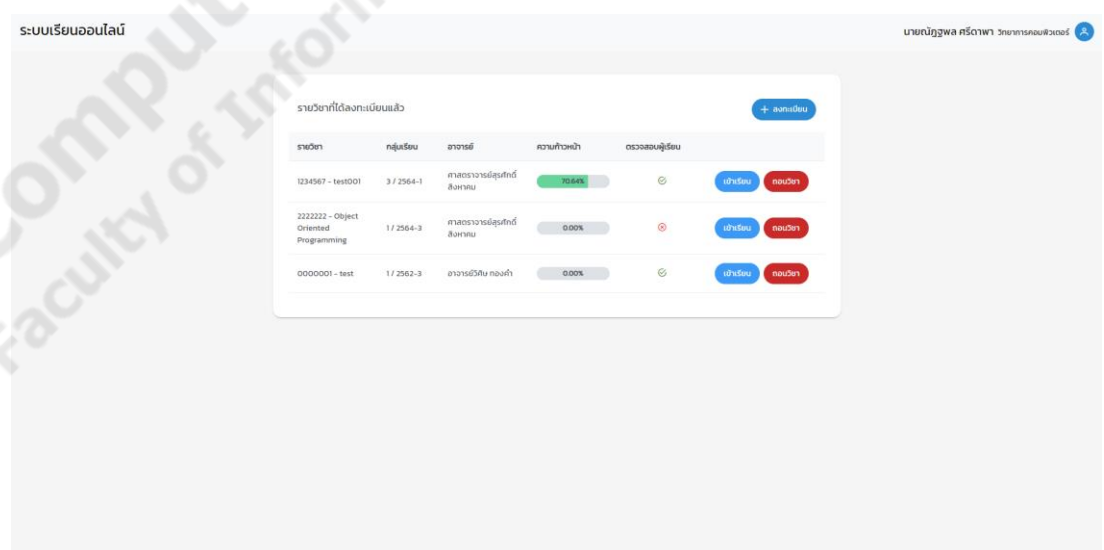 ระบบเรียนออนไลน์
นายณัฏฐพล ศรีดาพา วิทยาการคอมพิวเตอร์
รายวิชาที่ได้ลงทะเบียนแล้ว
+ ลงทะเบียน
รายวิชา กลุ่มเรียน อาจารย์ ความก้าวหน้า ตรวจสอบผู้เรียน
1234567 - test001 3 / 2564-1 ศาสตราจารย์สุรศักดิ์ สิงหาคม 70.64% เข้าเรียน ถอนวิชา
2222222 - Object Oriented Programming 1 / 2564-3 ศาสตราจารย์สุรศักดิ์ สิงหาคม 0.00% เข้าเรียน ถอนวิชา
0000001 - test 1 / 2562-3 อาจารย์วิศิษ ทองคำ 0.00% เข้าเรียน ถอนวิชา
Comput
Faculty of Inform